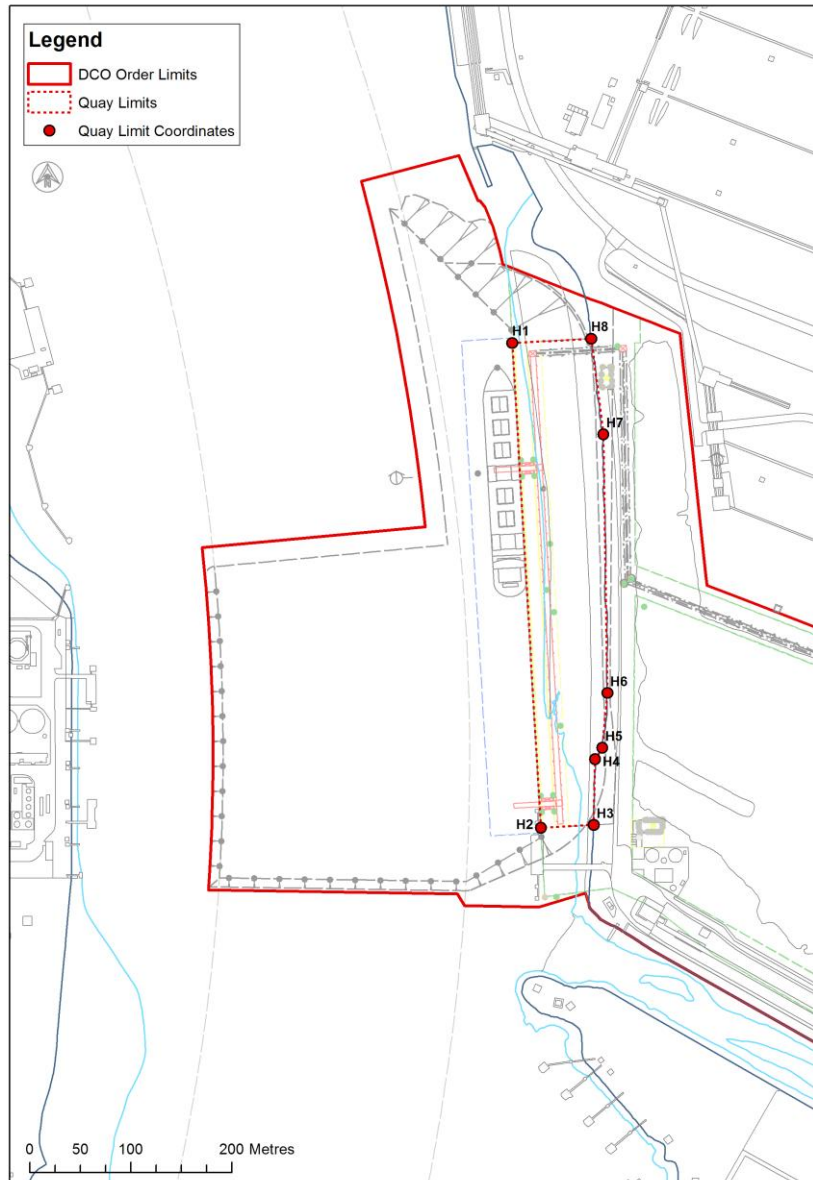 Legend
DCO Order Limits
Quay Limits
Quay Limit Coordinates
H1
H8
H7
H6
H5
H4
H3
H2
0 50 100 200 Metres